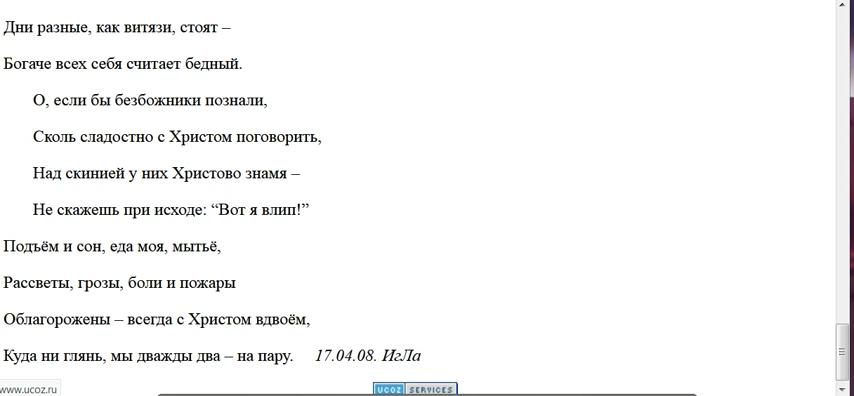 Дни разные, как витязи, стоят –
Богаче всех себя считает бедный.
О, если бы безбожники познали,
Сколь сладостно с Христом поговорить,
Над скинией у них Христово знамя –
Не скажешь при исходе: “Вот я влип!”
Подъём и сон, еда моя, мытьё,
Рассветы, грозы, боли и пожары
Облагорожены – всегда с Христом вдвоём,
Куда ни глянь, мы дважды два – на пару. 17.04.08. ИгЛа
www.ucoz.ru
UCOZ SERVICES